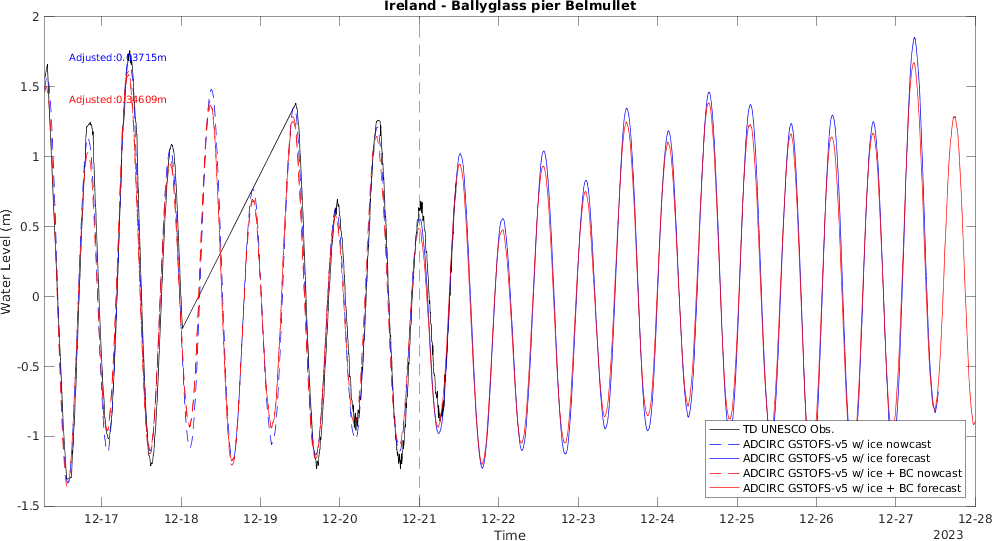 Ireland - Ballyglass pier Belmullet
2
1.5
1
0.5
0
-0.5
-1
-1.5
Water Level (m)
Adjusted:
Adjusted:0.34609m
TD UNESCO Obs.
ADCIRC GSTOFS-v5 w/ ice nowcast
ADCIRC GSTOFS-v5 w/ ice forecast
ADCIRC GSTOFS-v5 w/ ice + BC nowcast
ADCIRC GSTOFS-v5 w/ ice + BC forecast
12-17 12-18 12-19 12-20 12-21 12-22 12-23 12-24 12-25 12-26 12-27 12-28
Time
2023